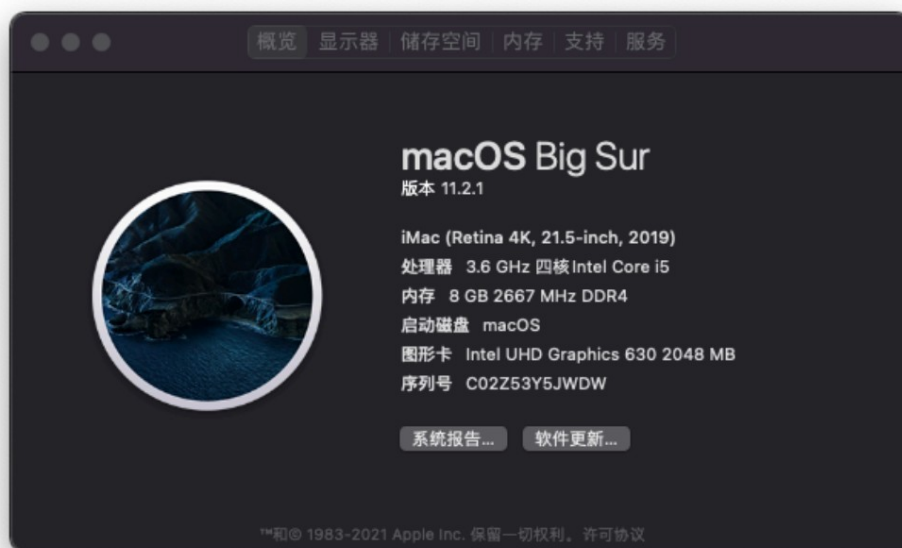 概览 显示器 储存空间 内存 支持 服务
macOS Big Sur
版本 11.2.1
iMac (Retina 4K, 21.5-inch, 2019)
处理器 3.6 GHz 四核Intel Core i5
内存 8 GB 2667 MHz DDR4
启动磁盘 macOS
图形卡 Intel UHD Graphics 630 2048 MB
序列号 C02Z53Y5JWDW
系统报告... 软件更新...
™和© 1983-2021 Apple Inc. 保留一切权利。许可协议